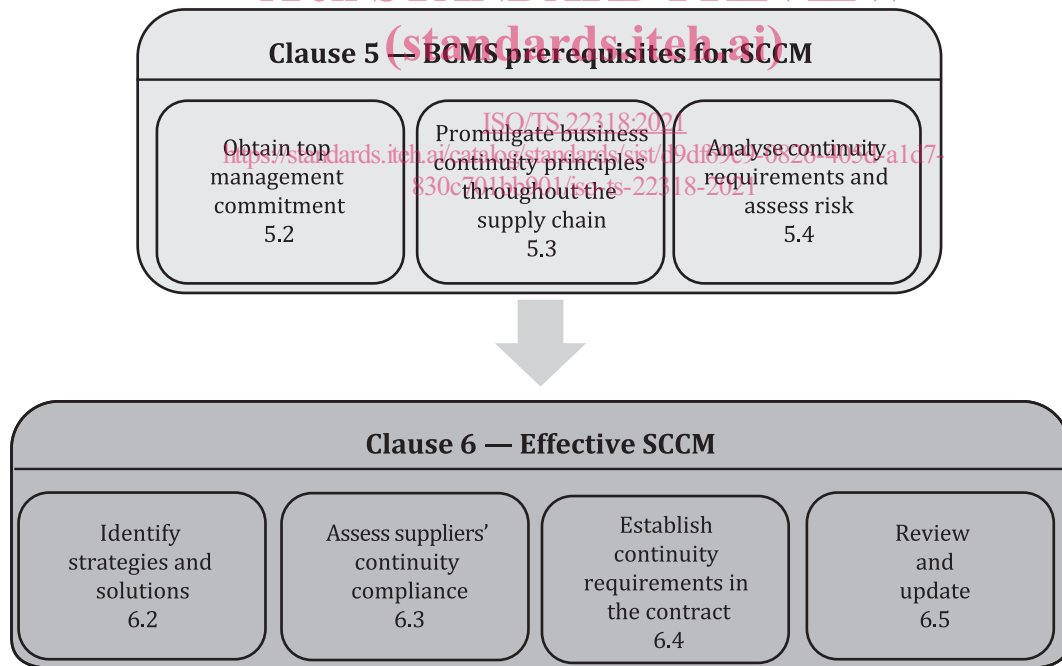 (standards.iteh.ai)
Clause 5 — BCMS prerequisites for SCCM
ISO/TS 22318:2021
Obtain top
management
commitment
5.2
Promulgate business
continuity principles
throughout the
supply chain
5.3
Analyse continuity
requirements and
assess risk
5.4
Clause 6 — Effective SCCM
Identify
strategies and
solutions
6.2
Assess suppliers’
continuity
compliance
6.3
Establish
continuity
requirements in
the contract
6.4
Review
and
update
6.5